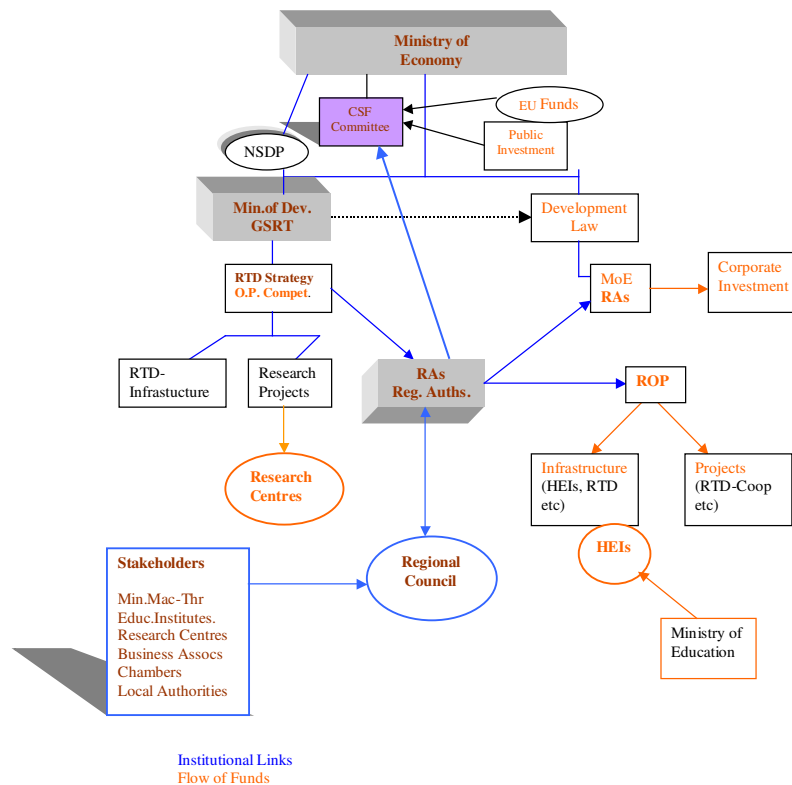 Ministry of
Economy
CSF
Committee
EU Funds
Public
Investment
NSDP
Min.of Dev.
GSRT
Development
Law
RTD Strategy
O.P. Compet.
MoE
RAs
Corporate
Investment
RTD-
Infrastucture
Research
Projects
RAs
Reg. Auths.
ROP
Research
Centres
Infrastructure
(HEIs, RTD
etc)
Projects
(RTD-Coop
etc)
HEIs
Stakeholders
Min.Mac-Thr
Educ.Institutes.
Research Centres
Business Assocs
Chambers
Local Authorities
Regional
Council
Ministry of
Education
Institutional Links
Flow of Funds